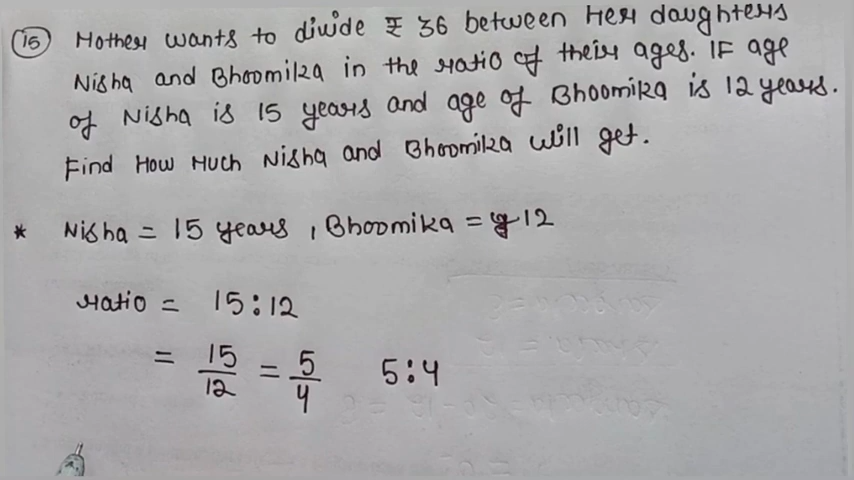 15 Mother wants to divide ₹ 36 between Her daughters
Nisha and Bhoomika in the ratio of their ages. IF age
of Nisha is 15 years and age of Bhoomika is 12 years.
Find How Much Nisha and Bhoomika will get.
* Nisha = 15 years, Bhoomika = 12
ratio = 15:12
= 15/12 = 5/4 5:4